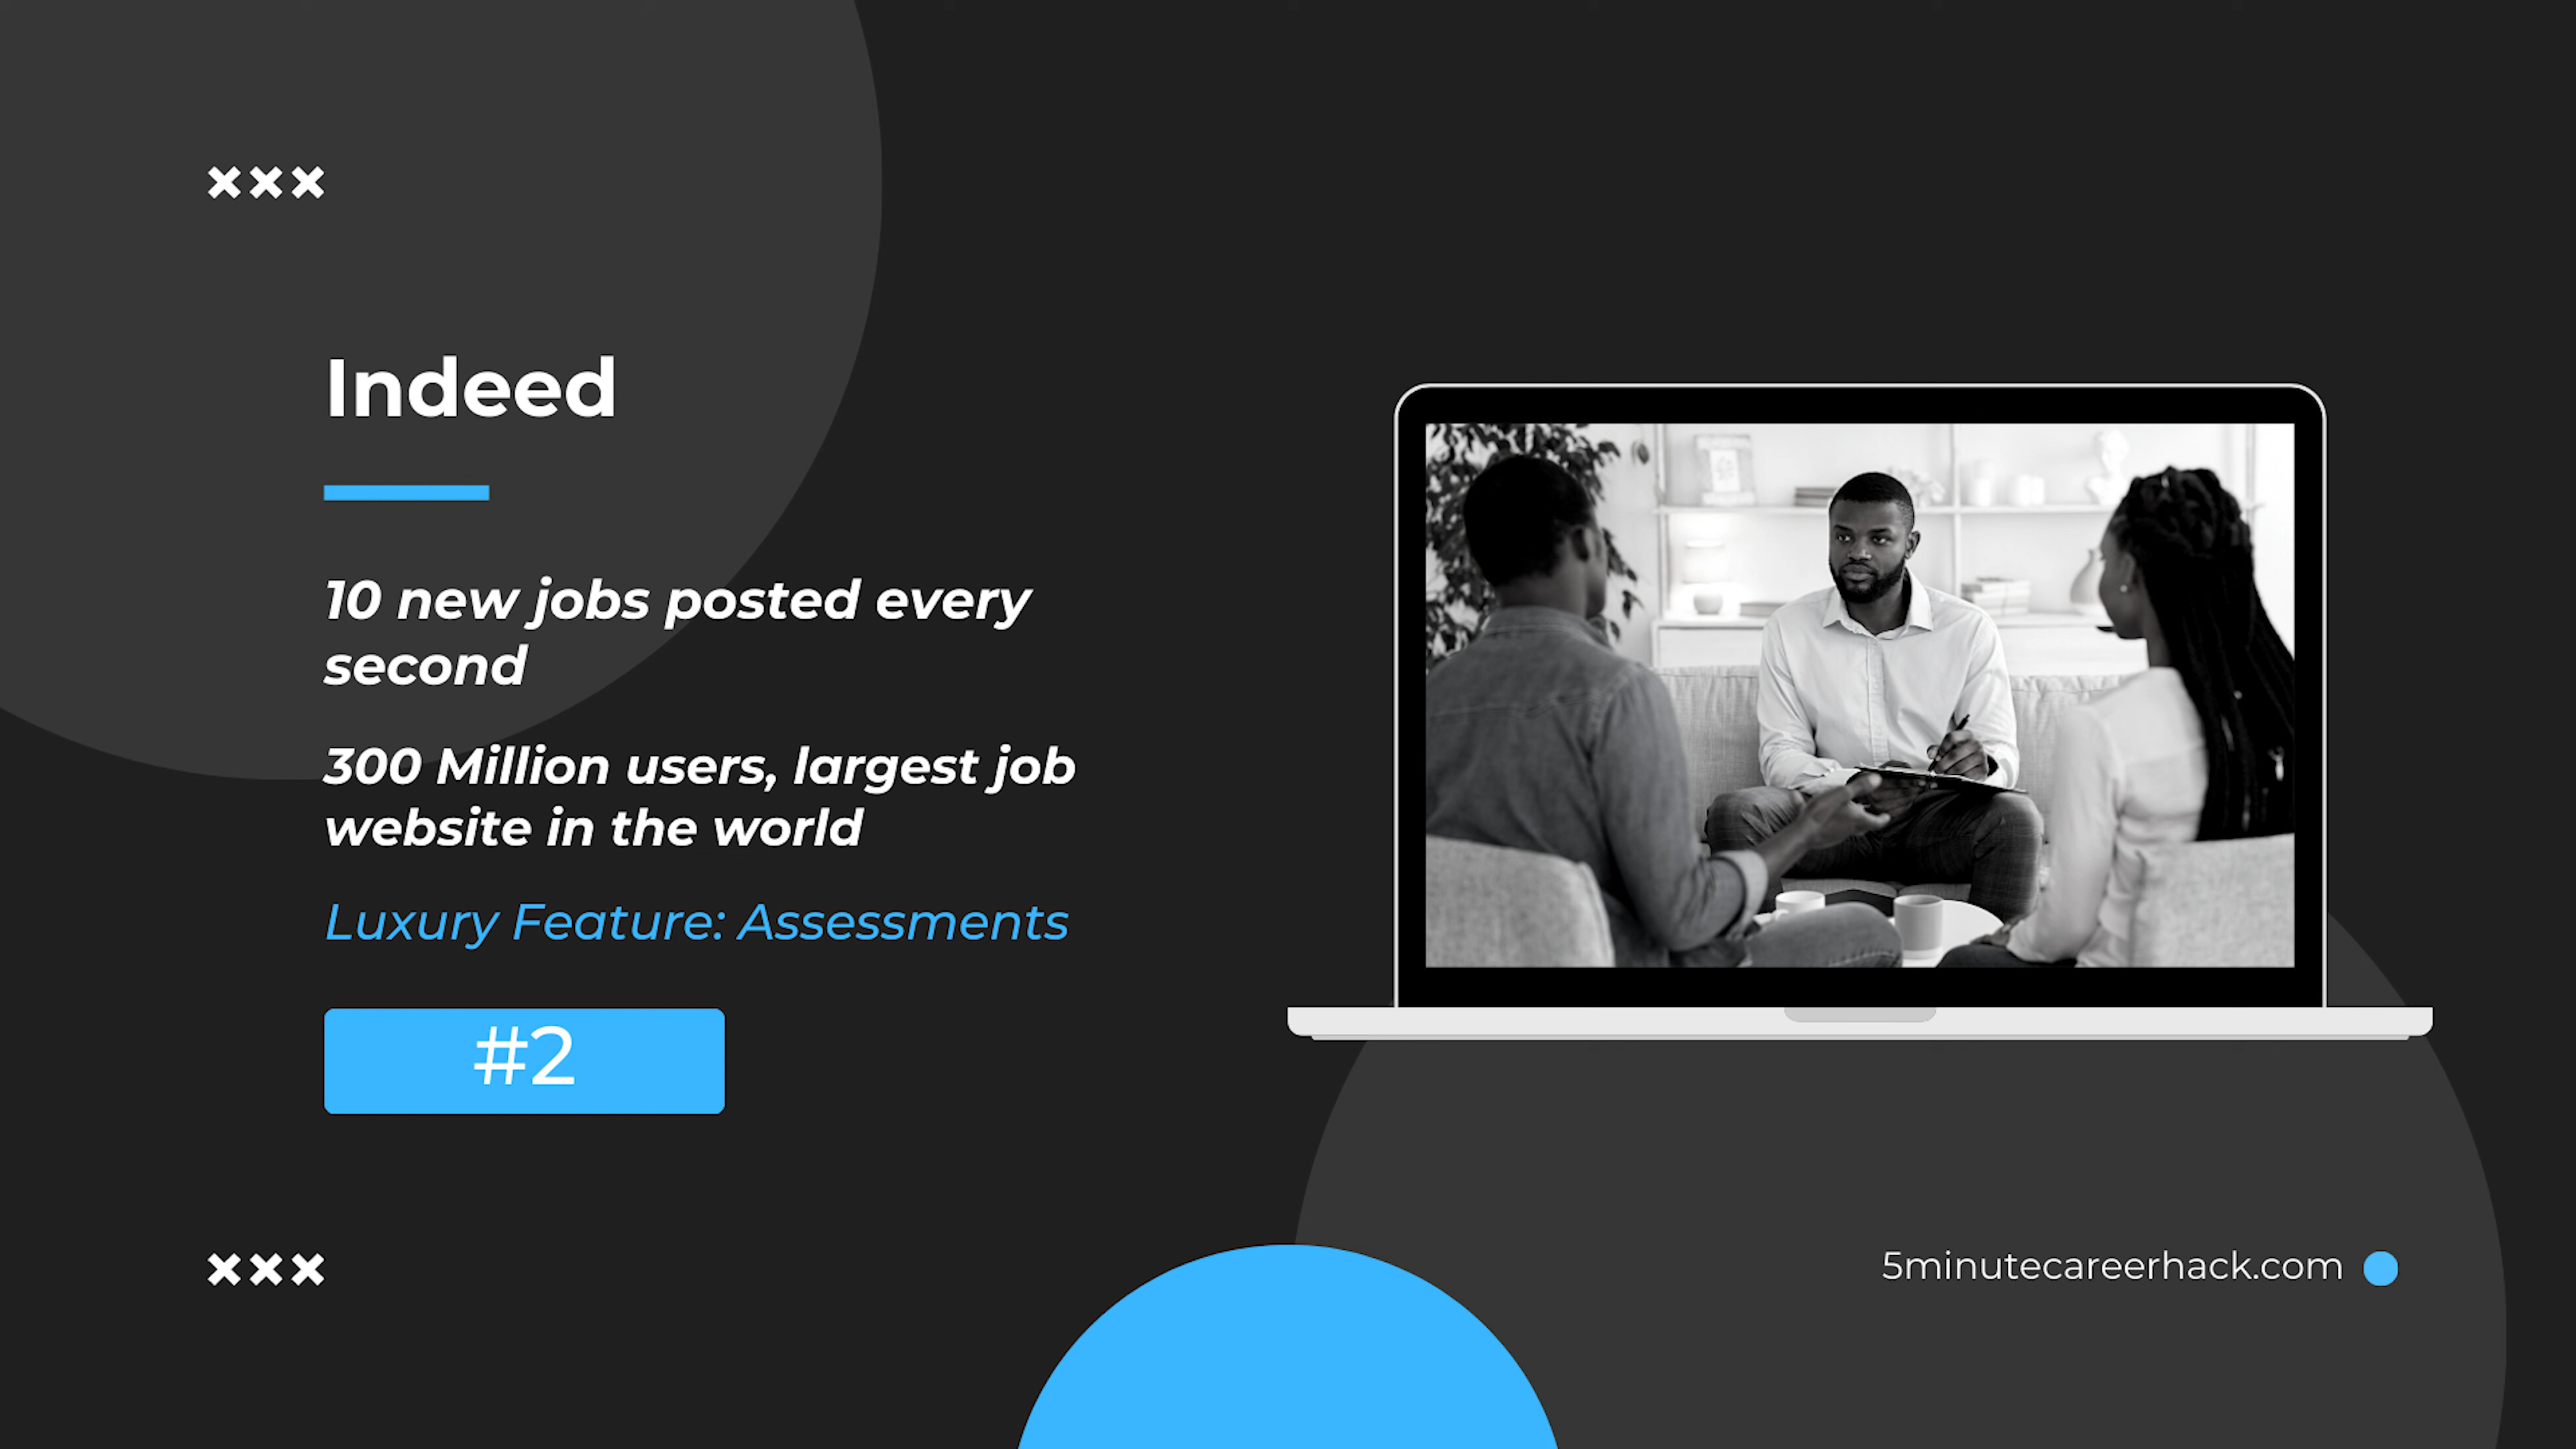 Indeed
10 new jobs posted every
second
300 Million users, largest job
website in the world
Luxury Feature: Assessments
#2
5minutecareerhack.com